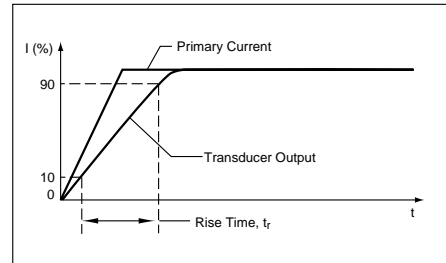 I (%)
Primary Current
90
Transducer Output
10
0
t
Rise Time, tr